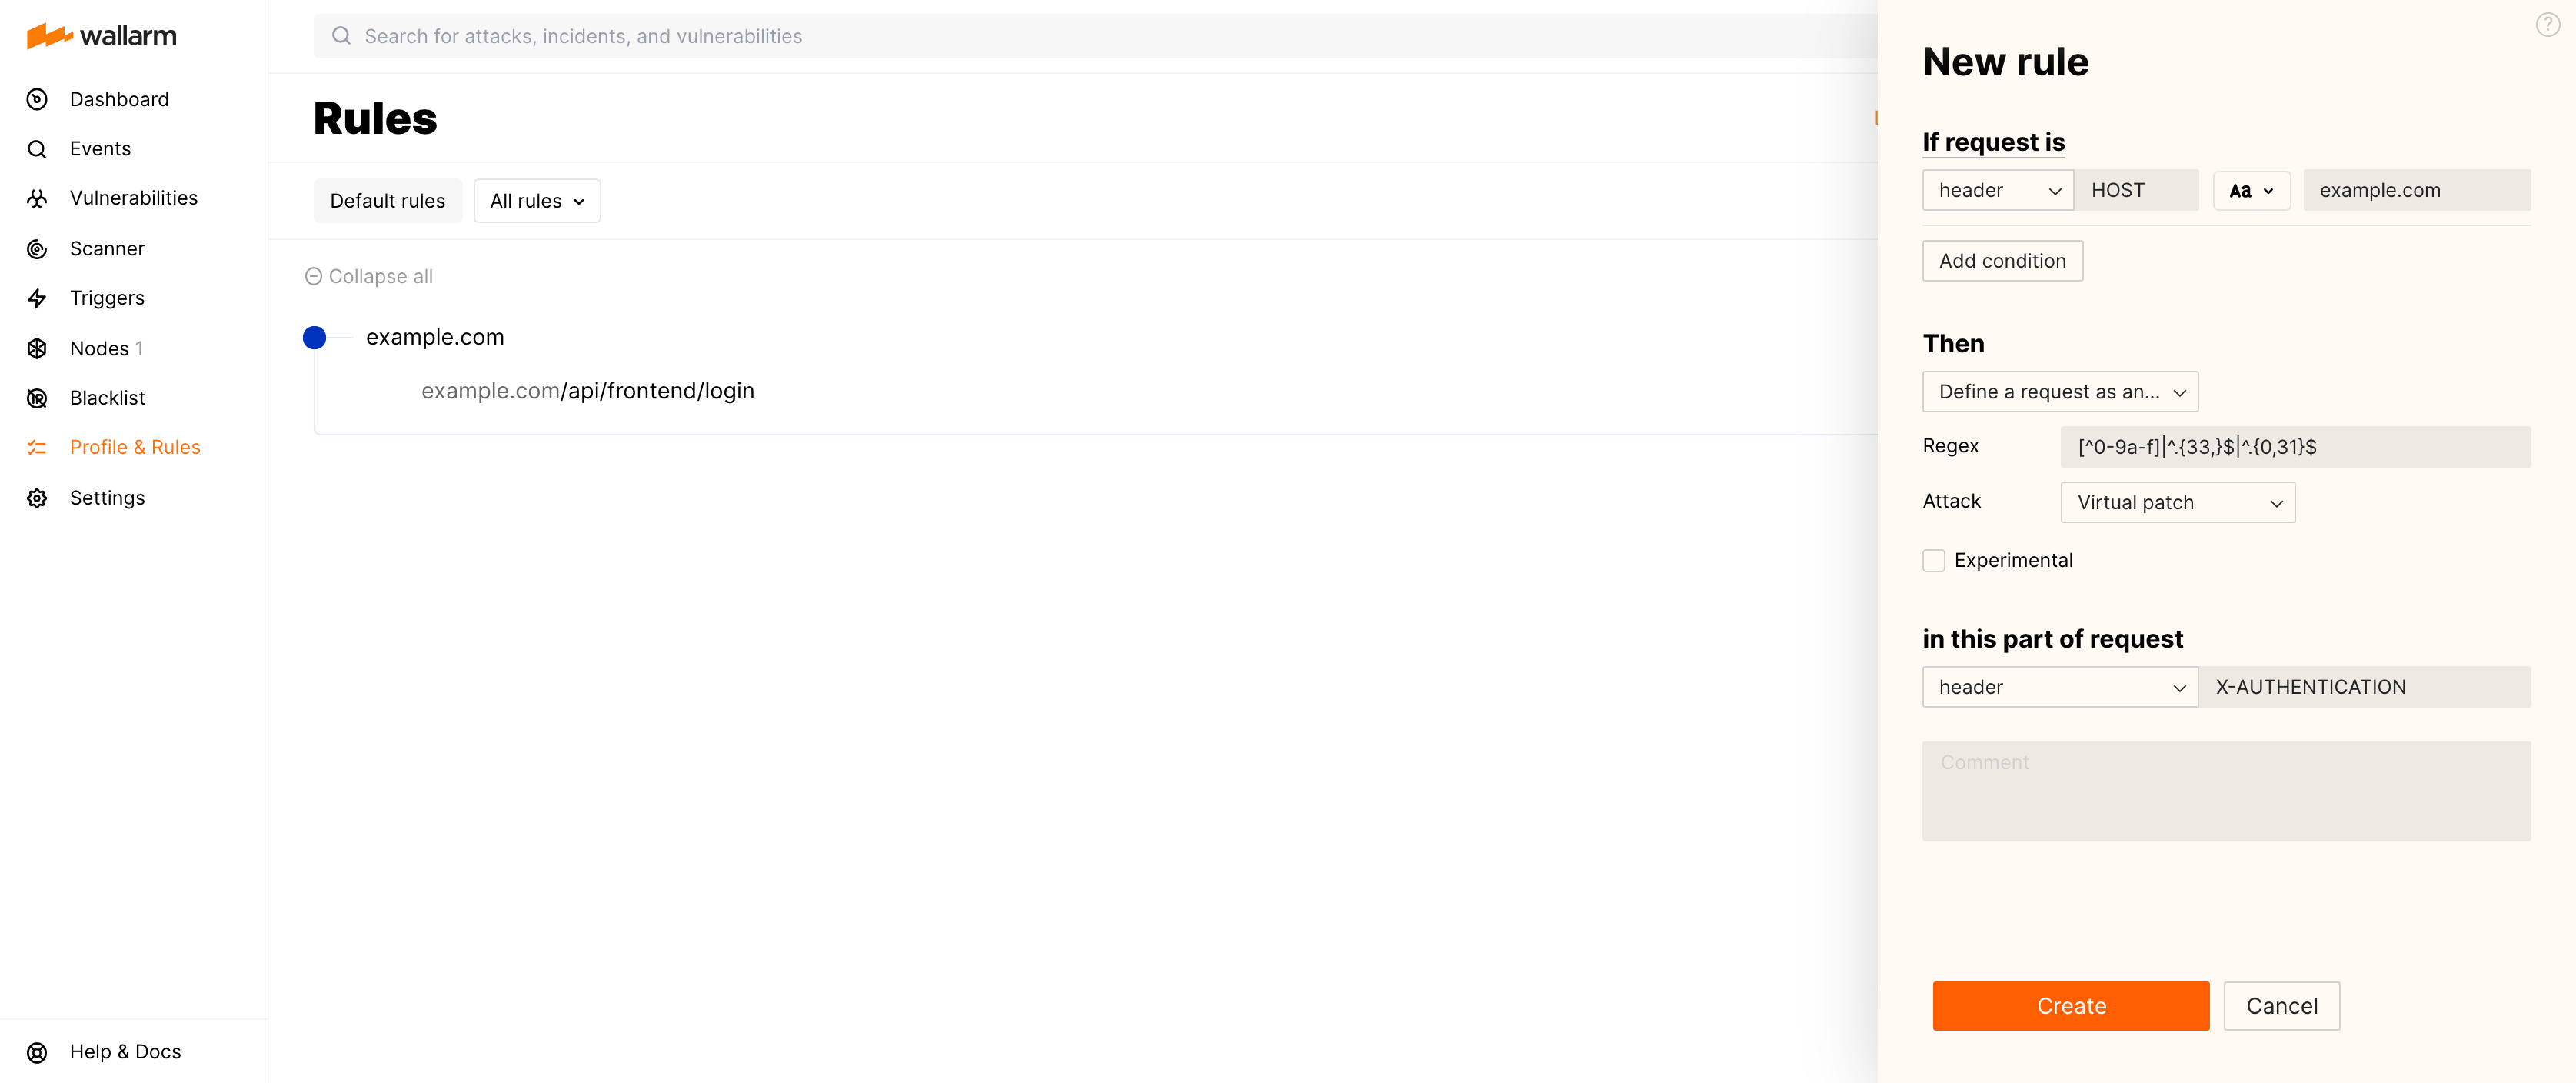 wallarm
Dashboard
Events
Vulnerabilities
Scanner
Triggers
Nodes 1
Blacklist
Profile & Rules
Settings
Help & Docs
Search for attacks, incidents, and vulnerabilities
Rules
Default rules
All rules
Collapse all
example.com
example.com/api/frontend/login
New rule
?
If request is
header HOST Aa example.com
Add condition
Then
Define a request as an...
Regex [^0-9a-f]|^.{33,}$|^.{0,31}$
Attack Virtual patch
Experimental
in this part of request
header X-AUTHENTICATION
Comment
Create Cancel